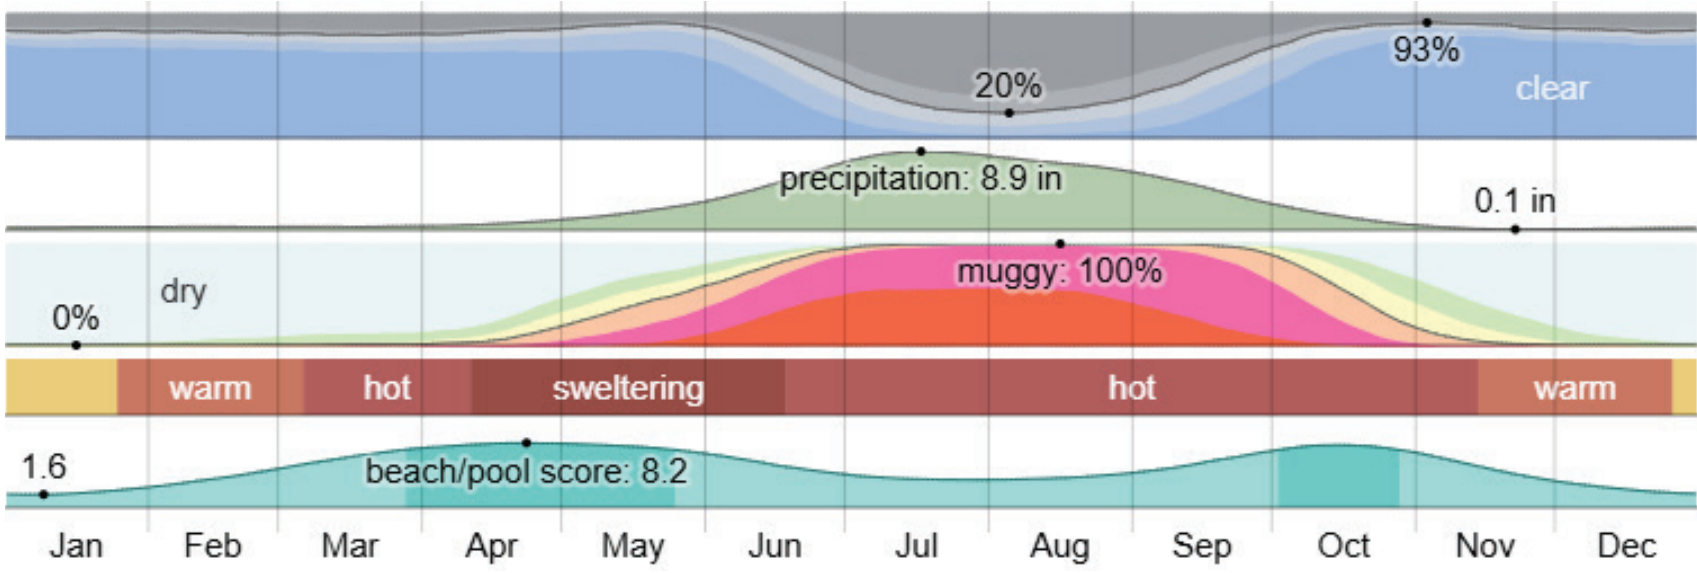 20%
93%
clear
precipitation: 8.9 in
0.1 in
muggy: 100%
dry
0%
warm hot sweltering hot warm
1.6
beach/pool score: 8.2
Jan Feb Mar Apr May Jun Jul Aug Sep Oct Nov Dec